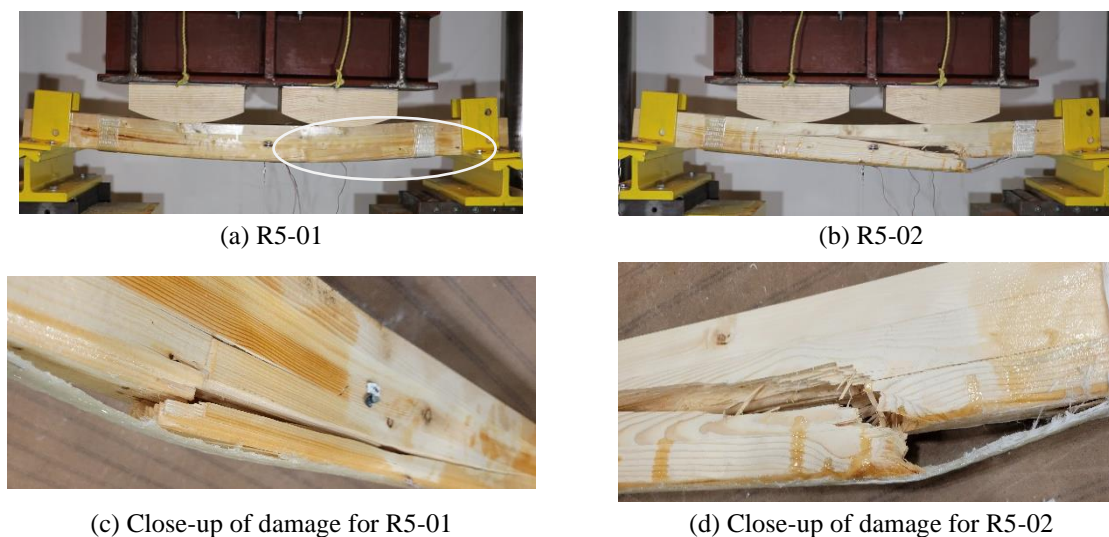 (a) R5-01
(b) R5-02
(c) Close-up of damage for R5-01
(d) Close-up of damage for R5-02